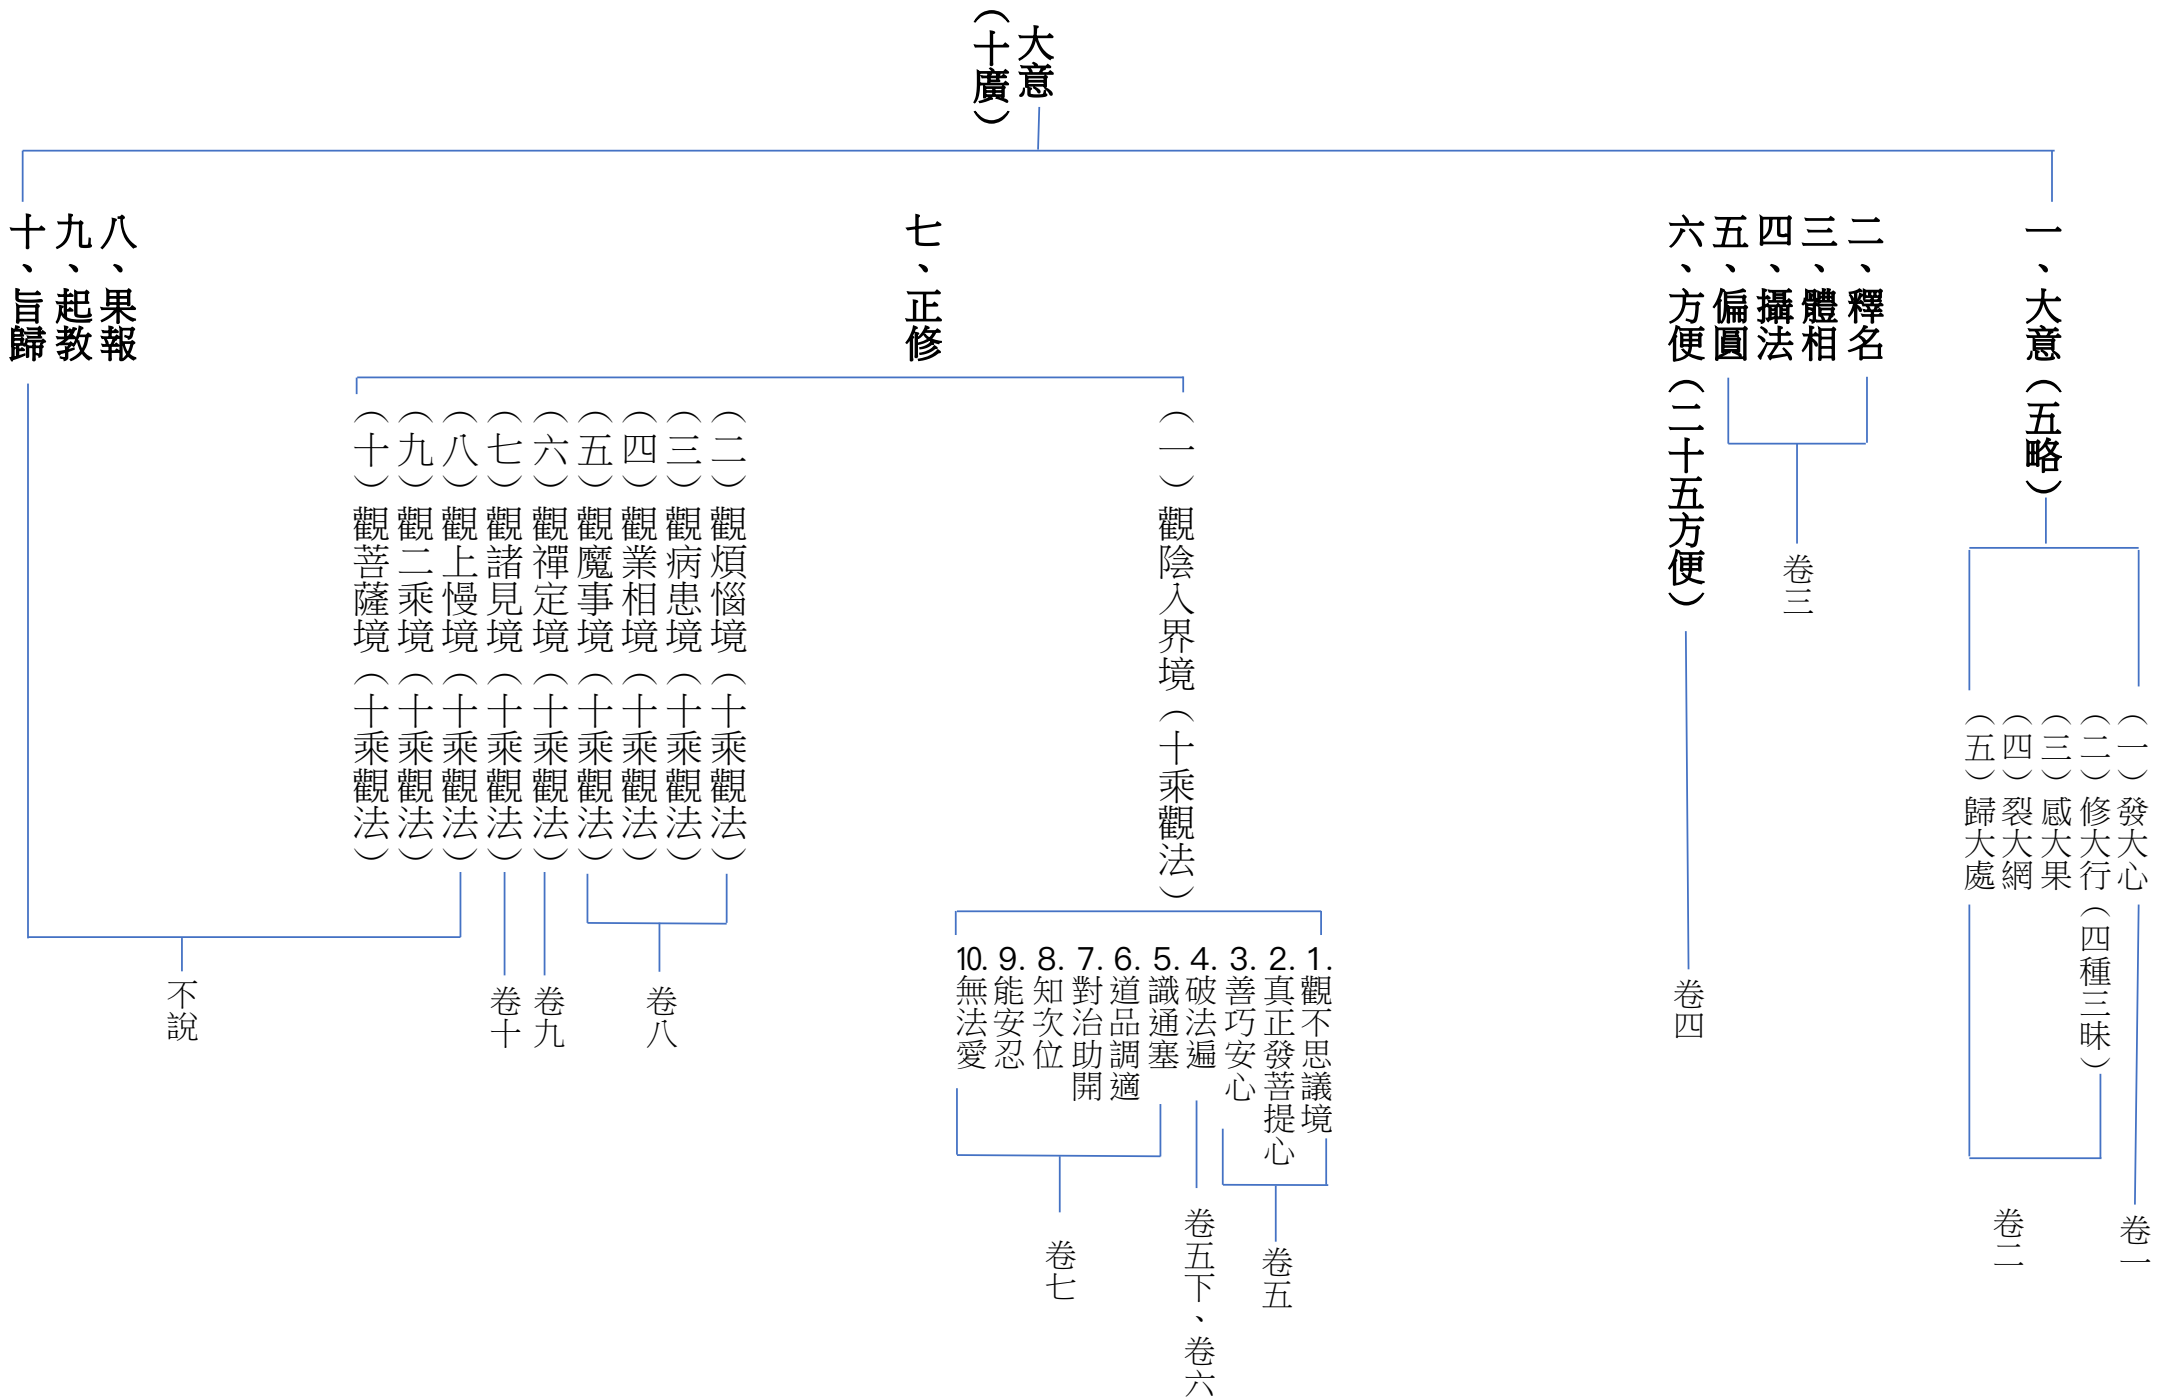 大意
︵十廣︶
一、大意︵五略︶
︵一︶發大心
︵二︶修大行︵四種三昧︶
︵三︶感大果
︵四︶裂大網
︵五︶歸大處
卷一
卷二
二、釋名
三、體相
四、攝法
五、偏圓
六、方便︵二十五方便︶
卷三
卷四
七、正修
︵一︶觀陰入界境︵十乘觀法︶
1.觀不思議境
2.真正發菩提心
3.善巧安心
4.破法遍
5.識通塞
6.道品調適
7.對治助開
8.知次位
9.能安忍
10.無法愛
卷五
卷五下、卷六
卷七
︵二︶觀煩惱境︵十乘觀法︶
︵三︶觀病患境︵十乘觀法︶
︵四︶觀業相境︵十乘觀法︶
︵五︶觀魔事境︵十乘觀法︶
︵六︶觀禪定境︵十乘觀法︶
︵七︶觀諸見境︵十乘觀法︶
︵八︶觀上慢境︵十乘觀法︶
︵九︶觀二乘境︵十乘觀法︶
︵十︶觀菩薩境︵十乘觀法︶
卷八
卷九
卷十
八、果報
九、起教
十、旨歸
不說